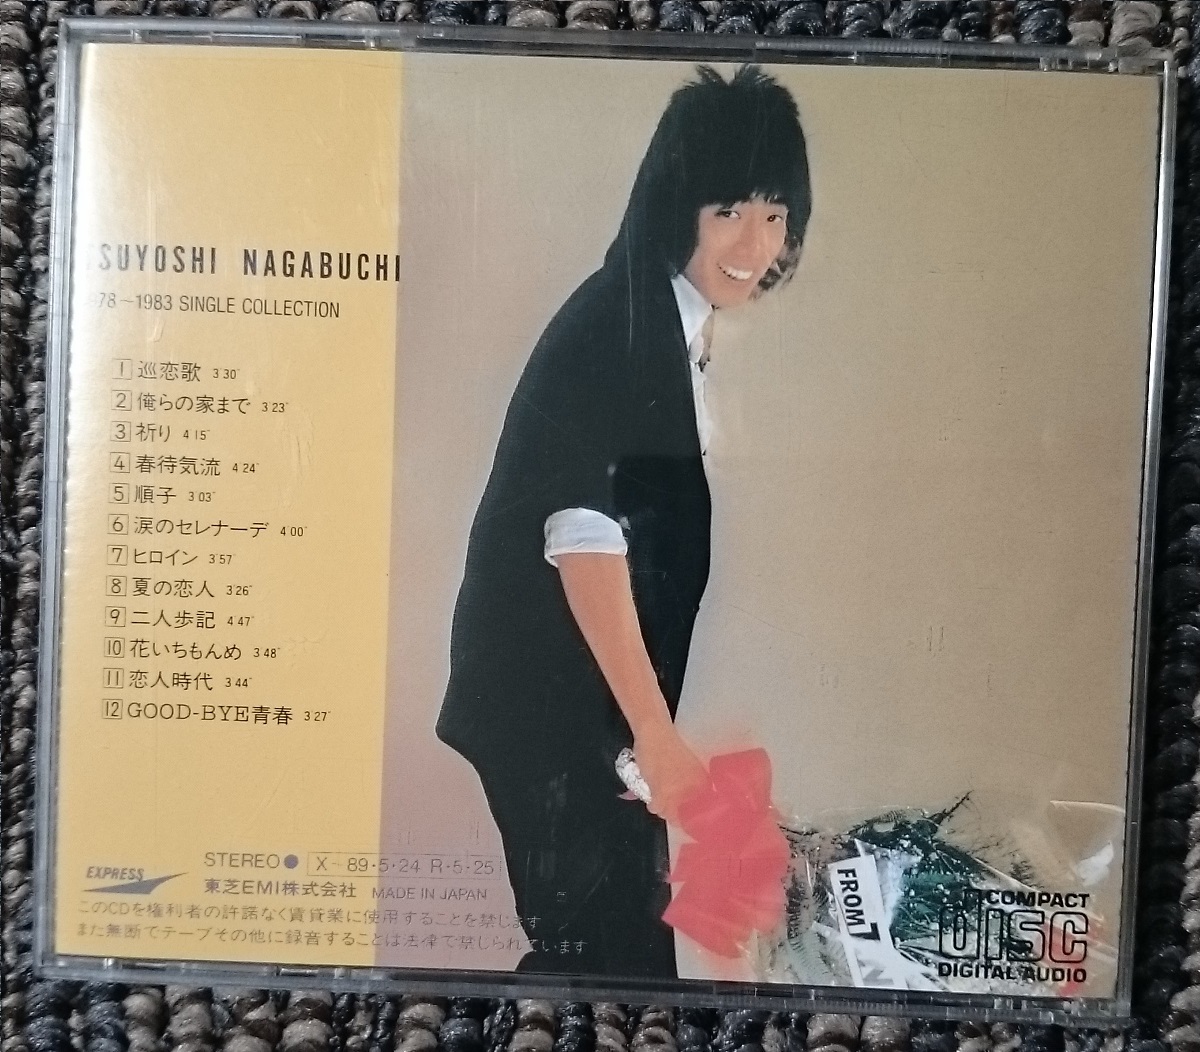 TSUYOSHI NAGABUCHI
1978~1983 SINGLE COLLECTION
1 巡恋歌 3'30"
2 俺らの家まで 3'23"
3 祈り 4'15"
4 春待気流 4'24"
5 順子 3'03"
6 涙のセレナーデ 4'00"
7 ヒロイン 3'57"
8 夏の恋人 3'26"
9 二人歩記 4'47"
10 花いちもんめ 3'48"
11 恋人時代 3'44"
12 GOOD-BYE青春 3'27"
EXPRESS
STEREO● X-89・5・24 R・5・25
東芝EMI株式会社 MADE IN JAPAN
このCDを権利者の許諾なく賃貸業に使用することを禁じます
また無断でテープその他に録音することは法律で禁じられています
FROM
COMPACT
disc
DIGITAL AUDIO